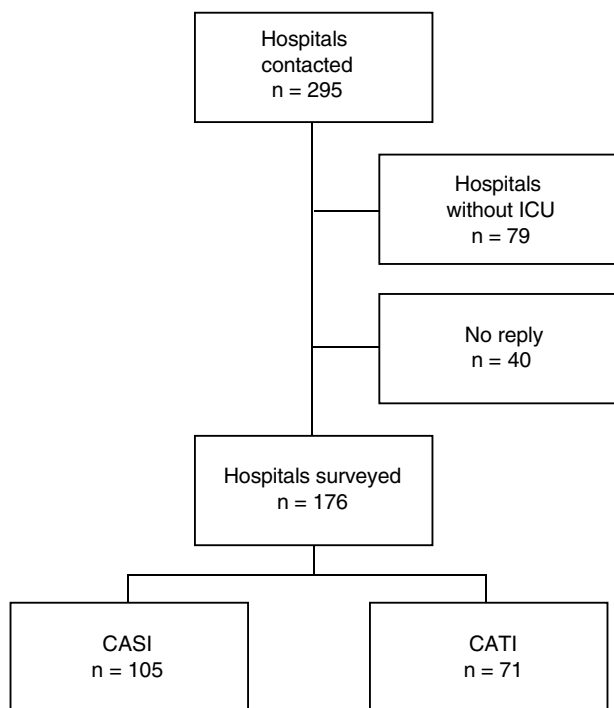 Hospitals
contacted
n = 295
Hospitals
without ICU
n = 79
No reply
n = 40
Hospitals surveyed
n = 176
CASI
n = 105
CATI
n = 71